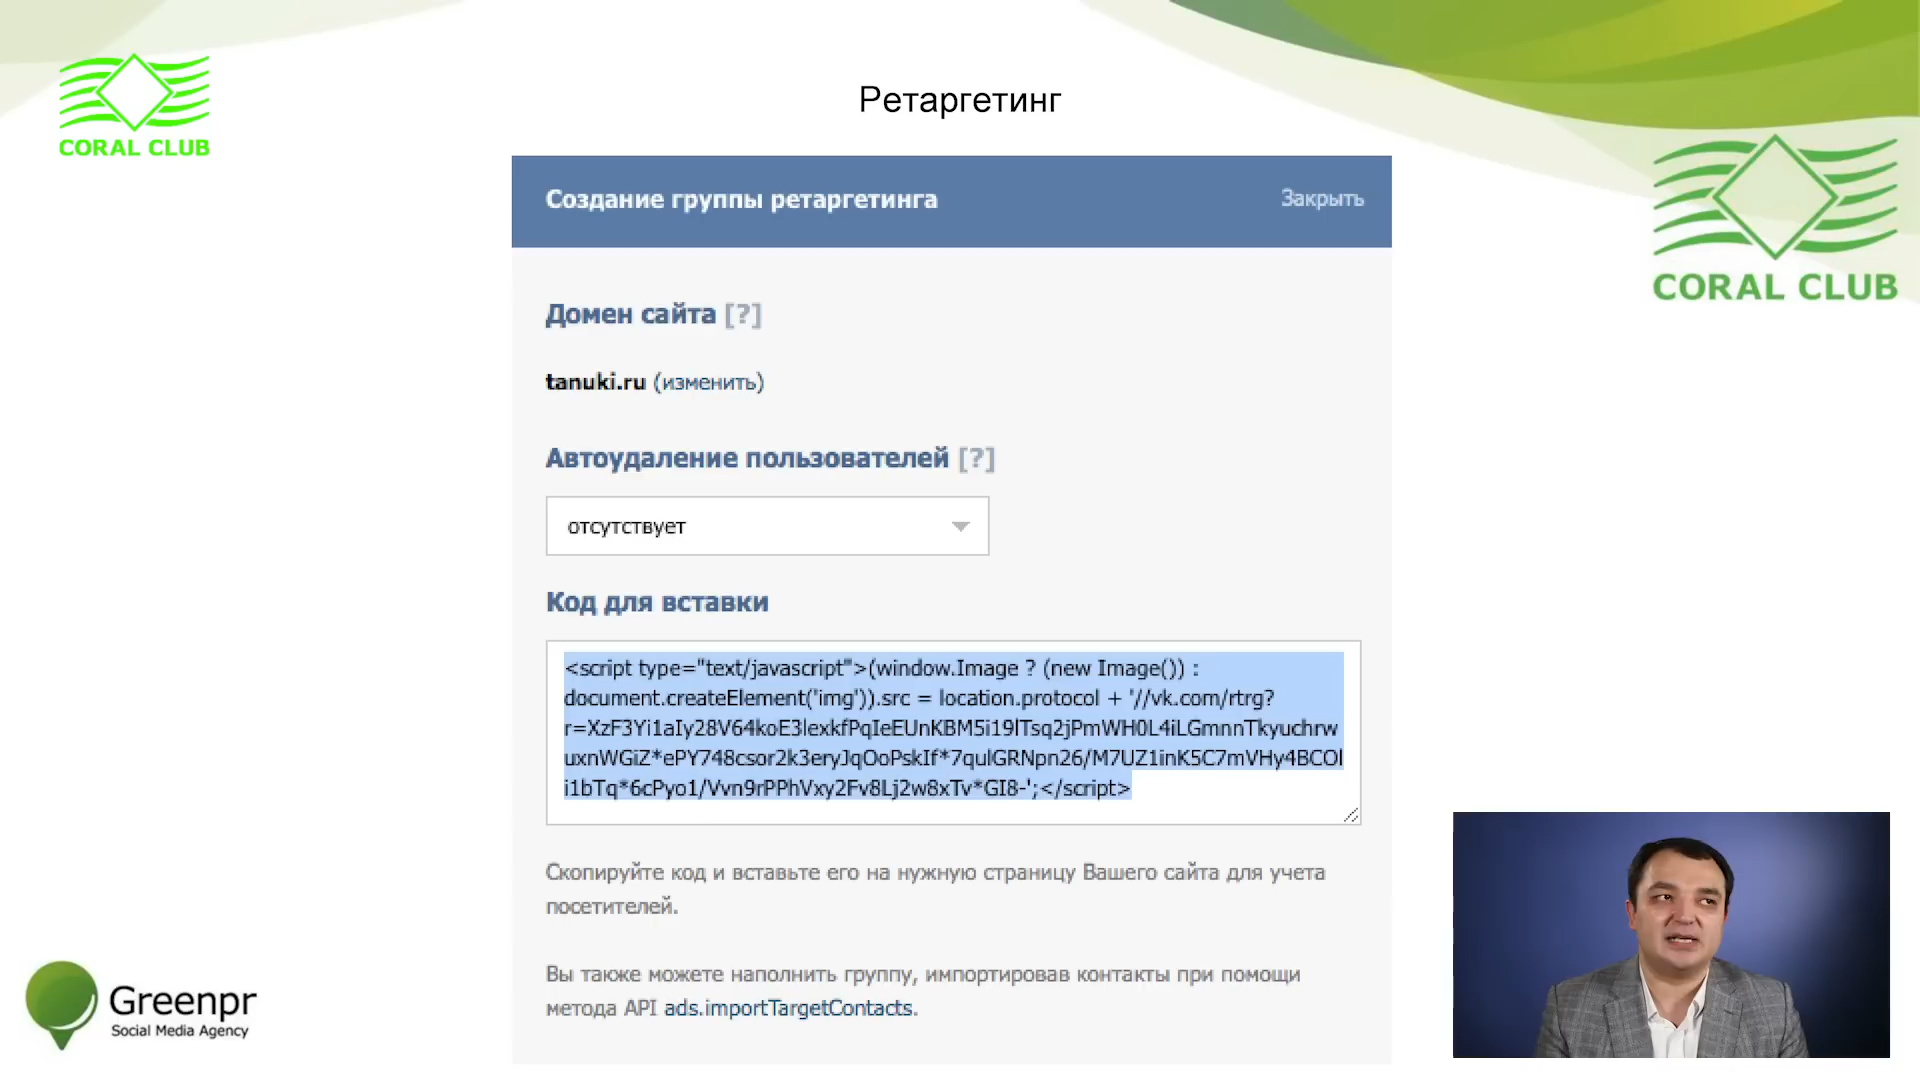 CORAL CLUB
Ретаргетинг
CORAL CLUB
Создание группы ретаргетинга
Закрыть
Домен сайта [?]
tanuki.ru (изменить)
Автоудаление пользователей [?]
отсутствует
Код для вставки
<script type="text/javascript">(window.Image ? (new Image()) :
document.createElement('img')).src = location.protocol + '//vk.com/rtrg?
r=XzF3Yi1aIy28V64koE3lexkfPqIeEUnKBM5i19lTsq2jPmWH0L4iLGmnnTkyuchrw
uxnWGiZ*ePY748csor2k3eryJqOoPskIf*7qulGRNpn26/M7UZ1inK5C7mVHy4BCOl
i1bTq*6cPyo1/Vvn9rPPhVxy2Fv8Lj2w8xTv*GI8-';</script>
Скопируйте код и вставьте его на нужную страницу Вашего сайта для учета
посетителей.
Вы также можете наполнить группу, импортировав контакты при помощи
метода API ads.importTargetContacts.
Greenpr
Social Media Agency